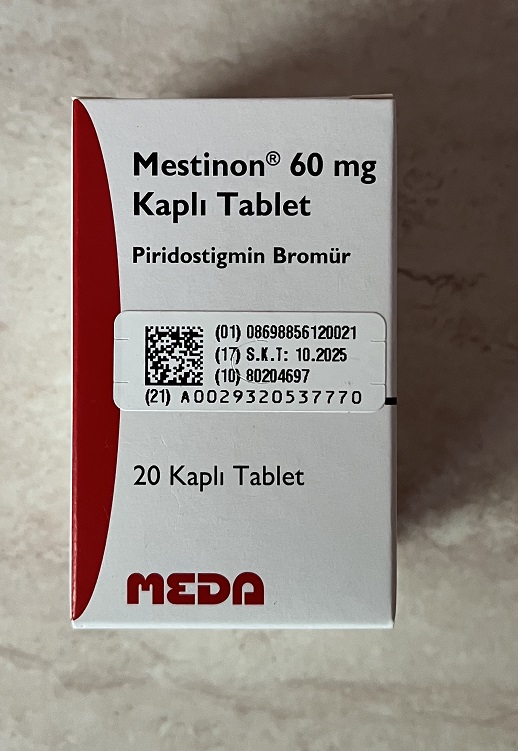 Mestinon® 60 mg
Kaplı Tablet
Piridostigmin Bromür
(01) 08698856120021
(17) S.K.T: 10.2025
(10) 80204697
(21) A0029320537770
20 Kaplı Tablet
MEDA